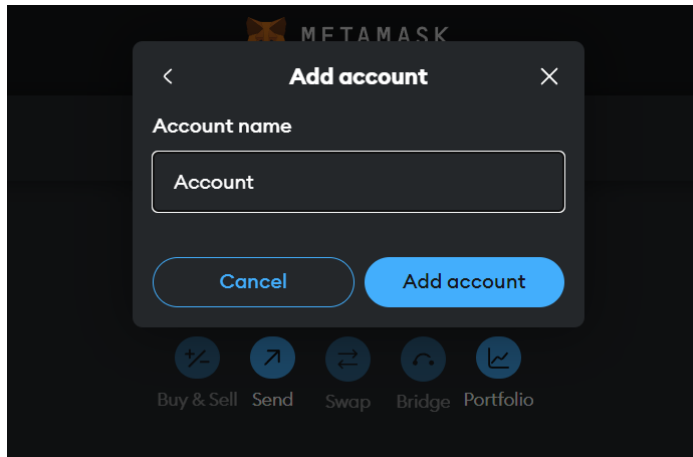 METAMASK
Add account
Account name
Account
Cancel
Add account
Buy & Sell
Send
Swap
Bridge
Portfolio